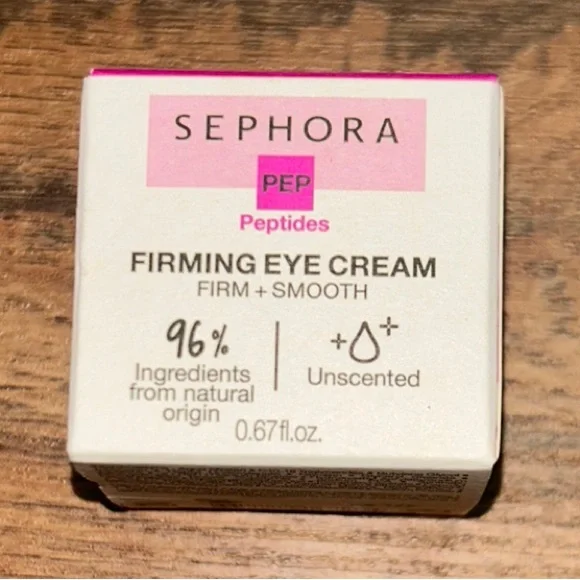 SEPHORA
PEP
Peptides
FIRMING EYE CREAM
FIRM + SMOOTH
96%
Ingredients
from natural
origin
Unscented
0.67fl.oz.